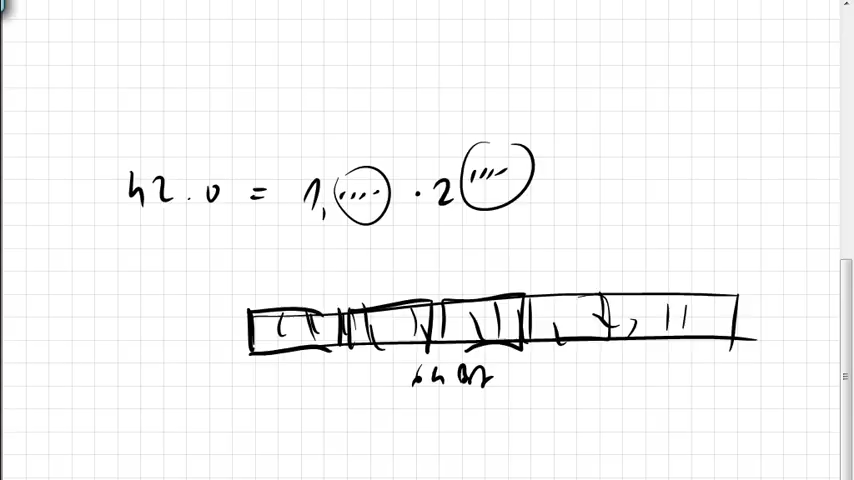 42.0 = 1, .... · 2 ....
64 Bit